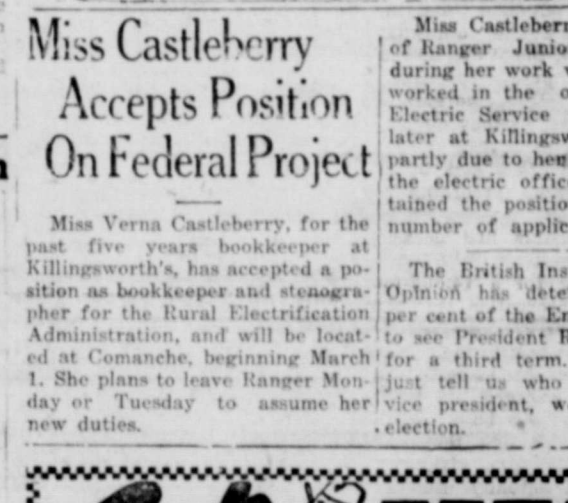 Miss Castleberry
Accepts Position
On Federal Project
Miss Verna Castleberry, for the
past five years bookkeeper at
Killingsworth's, has accepted a po-
sition as bookkeeper and stenogra-
pher for the Rural Electrification
Administration, and will be locat-
ed at Comanche, beginning March
1. She plans to leave Ranger Mon-
day or Tuesday to assume her
new duties.
Miss Castleberr
of Ranger Junio
during her work
worked in the
Electric Service
later at Killingsw
partly due to her
the electric offic
tained the positio
number of applic
The British Ins
Opinion has dete
per cent of the
to see President
for a third term.
just tell us who
vice president, w
election.